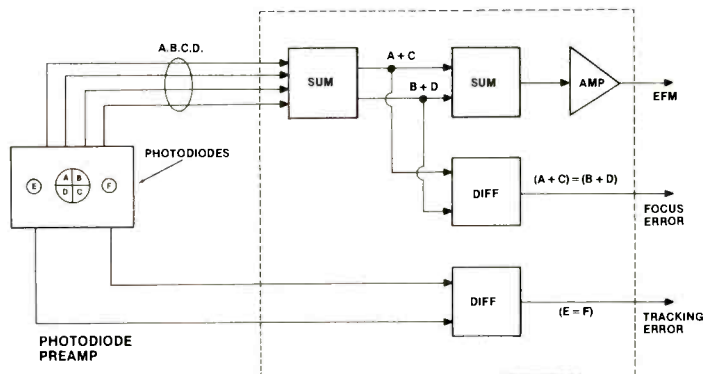 A.B.C.D.
SUM
A + C
B + D
SUM
AMP
EFM
PHOTODIODES
E
A B
D C
F
DIFF
(A + C) = (B + D)
FOCUS
ERROR
DIFF
(E = F)
TRACKING
ERROR
PHOTODIODE
PREAMP